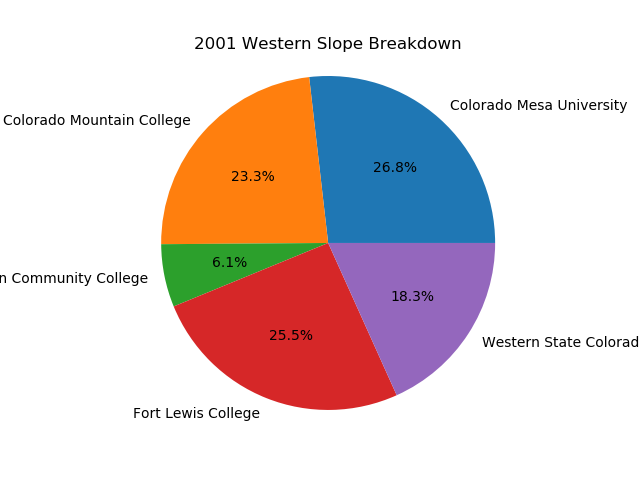 2001 Western Slope Breakdown
Colorado Mesa University
Colorado Mountain College
26.8%
23.3%
6.1%
n Community College
18.3%
25.5%
Western State Colorad
Fort Lewis College